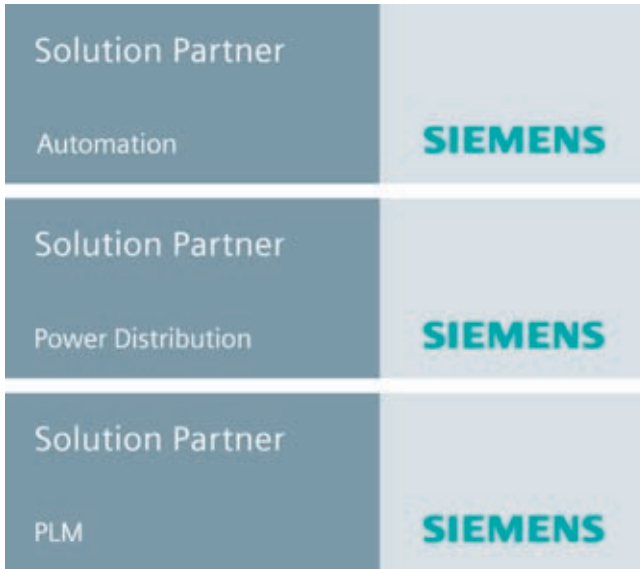 Solution Partner
Automation
SIEMENS
Solution Partner
Power Distribution
SIEMENS
Solution Partner
PLM
SIEMENS